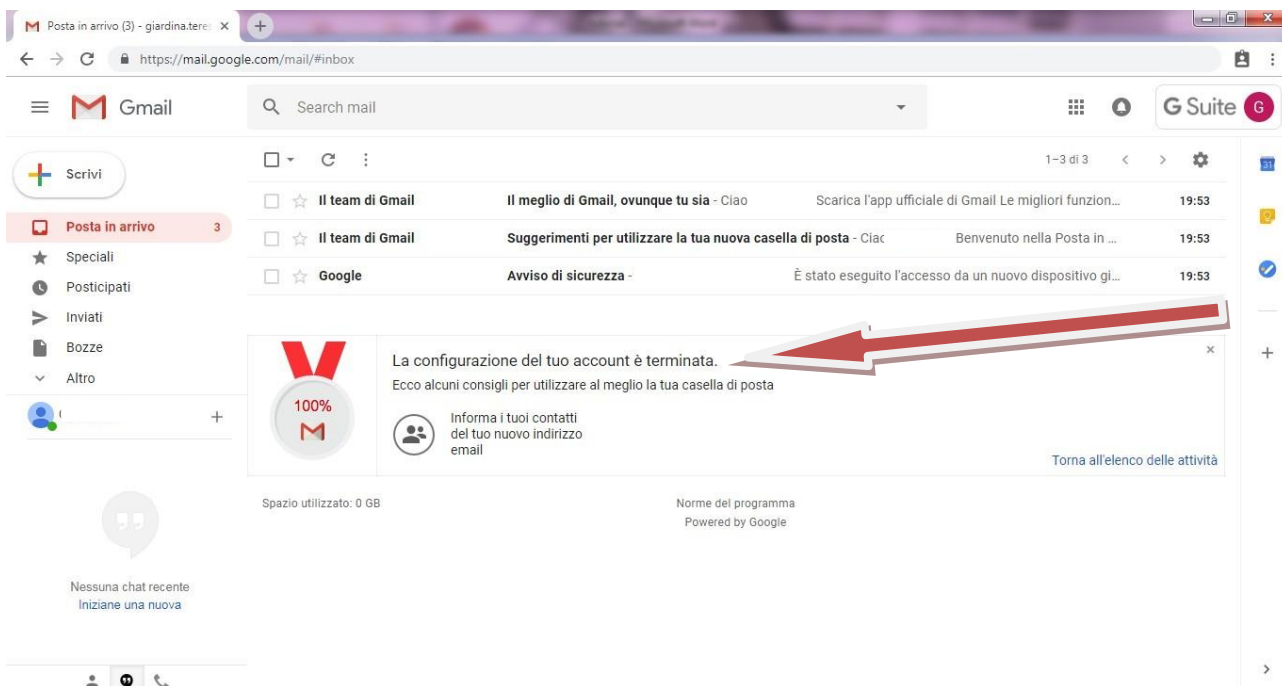 Posta in arrivo (3) - giardina.tere
https://mail.google.com/mail/#inbox
Gmail
Search mail
G Suite G
Scrivi
1–3 di 3
31
Il team di Gmail Il meglio di Gmail, ovunque tu sia - Ciao Scarica l'app ufficiale di Gmail Le migliori funzion... 19:53
Posta in arrivo 3
Il team di Gmail Suggerimenti per utilizzare la tua nuova casella di posta - Ciao Benvenuto nella Posta in ... 19:53
Speciali
Google Avviso di sicurezza - È stato eseguito l'accesso da un nuovo dispositivo gi... 19:53
Posticipati
Inviati
Bozze
Altro
La configurazione del tuo account è terminata.
Ecco alcuni consigli per utilizzare al meglio la tua casella di posta
100%
Informa i tuoi contatti
del tuo nuovo indirizzo
email
Torna all'elenco delle attività
Spazio utilizzato: 0 GB
Norme del programma
Powered by Google
Nessuna chat recente
Iniziane una nuova